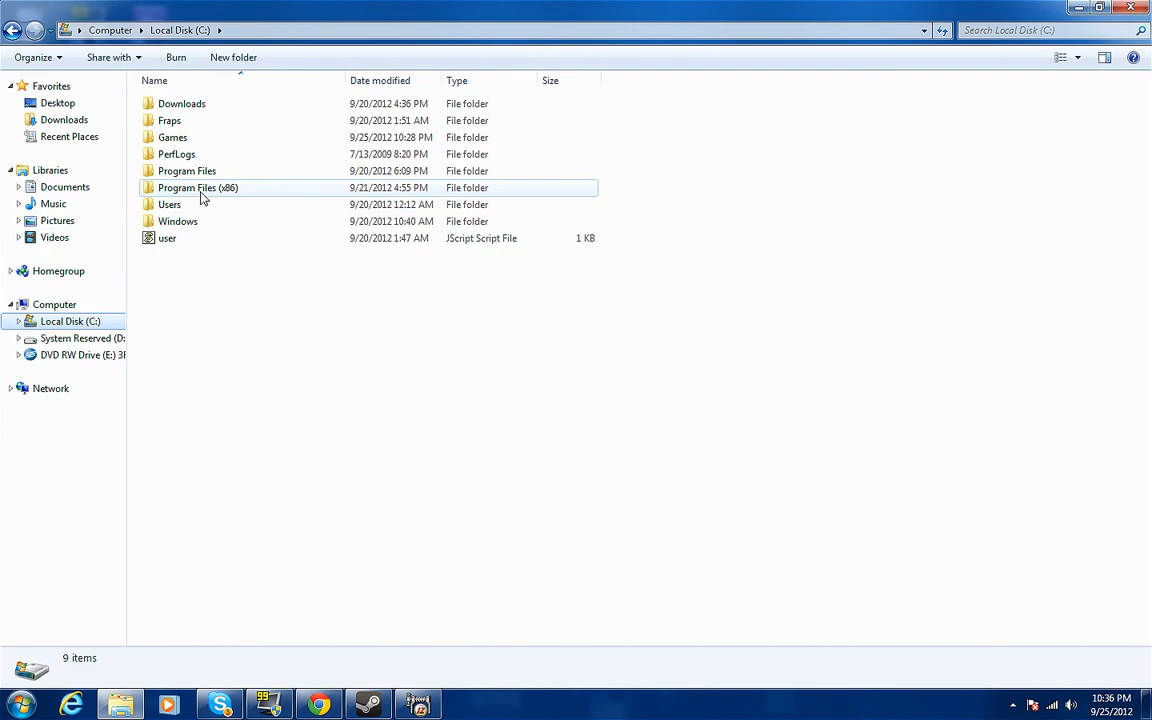 Computer Local Disk (C:)
Search Local Disk (C:)
Organize Share with Burn New folder
Name Date modified Type Size
Favorites
Desktop
Downloads
Recent Places
Libraries
Documents
Music
Pictures
Videos
Homegroup
Computer
Local Disk (C:)
System Reserved (D:
DVD RW Drive (E:) 3F
Network
Downloads 9/20/2012 4:36 PM File folder
Fraps 9/20/2012 1:51 AM File folder
Games 9/25/2012 10:28 PM File folder
PerfLogs 7/13/2009 8:20 PM File folder
Program Files 9/20/2012 6:09 PM File folder
Program Files (x86) 9/21/2012 4:55 PM File folder
Users 9/20/2012 12:12 AM File folder
Windows 9/20/2012 10:40 AM File folder
user 9/20/2012 1:47 AM JScript Script File 1 KB
9 items
99
10:36 PM
9/25/2012